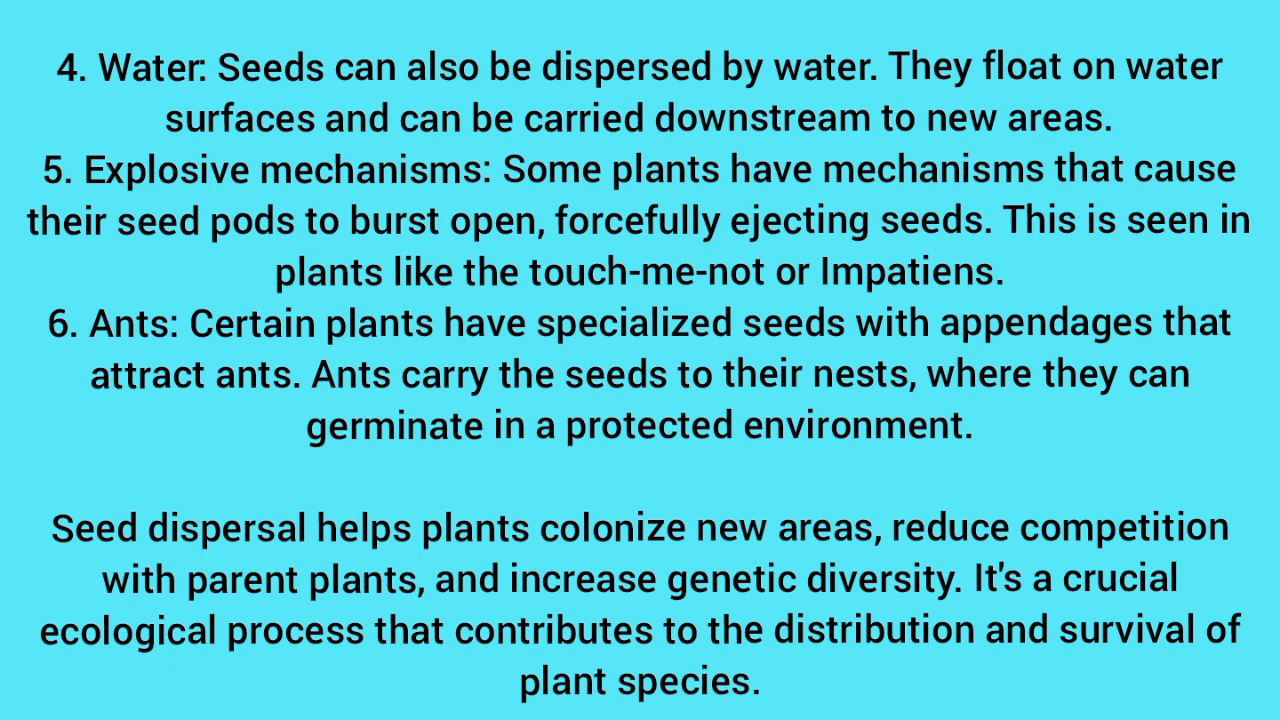 4. Water: Seeds can also be dispersed by water. They float on water
surfaces and can be carried downstream to new areas.
5. Explosive mechanisms: Some plants have mechanisms that cause
their seed pods to burst open, forcefully ejecting seeds. This is seen in
plants like the touch-me-not or Impatiens.
6. Ants: Certain plants have specialized seeds with appendages that
attract ants. Ants carry the seeds to their nests, where they can
germinate in a protected environment.
Seed dispersal helps plants colonize new areas, reduce competition
with parent plants, and increase genetic diversity. It's a crucial
ecological process that contributes to the distribution and survival of
plant species.